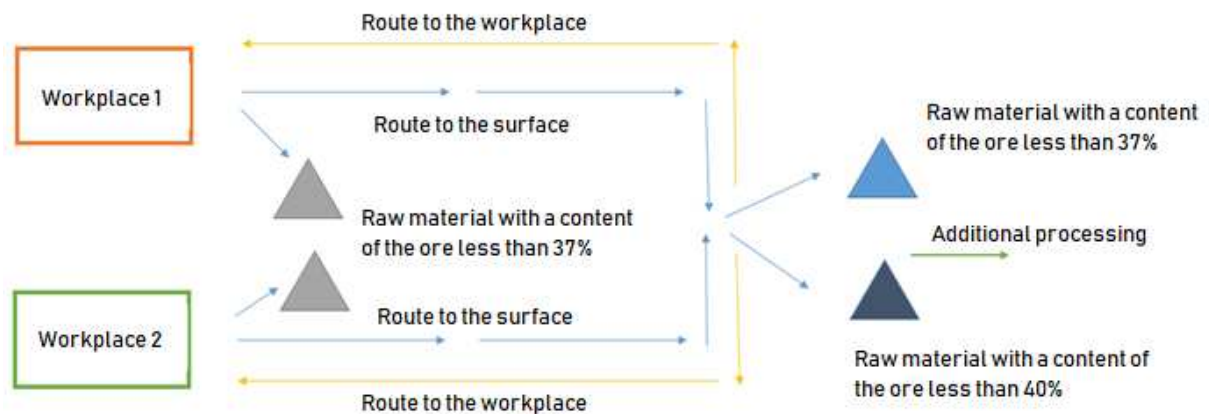 Route to the workplace
Workplace 1
Route to the surface
Raw material with a content
of the ore less than 37%
Raw material with a content
of the ore less than 37%
Additional processing
Workplace 2
Route to the surface
Raw material with a content of
the ore less than 40%
Route to the workplace